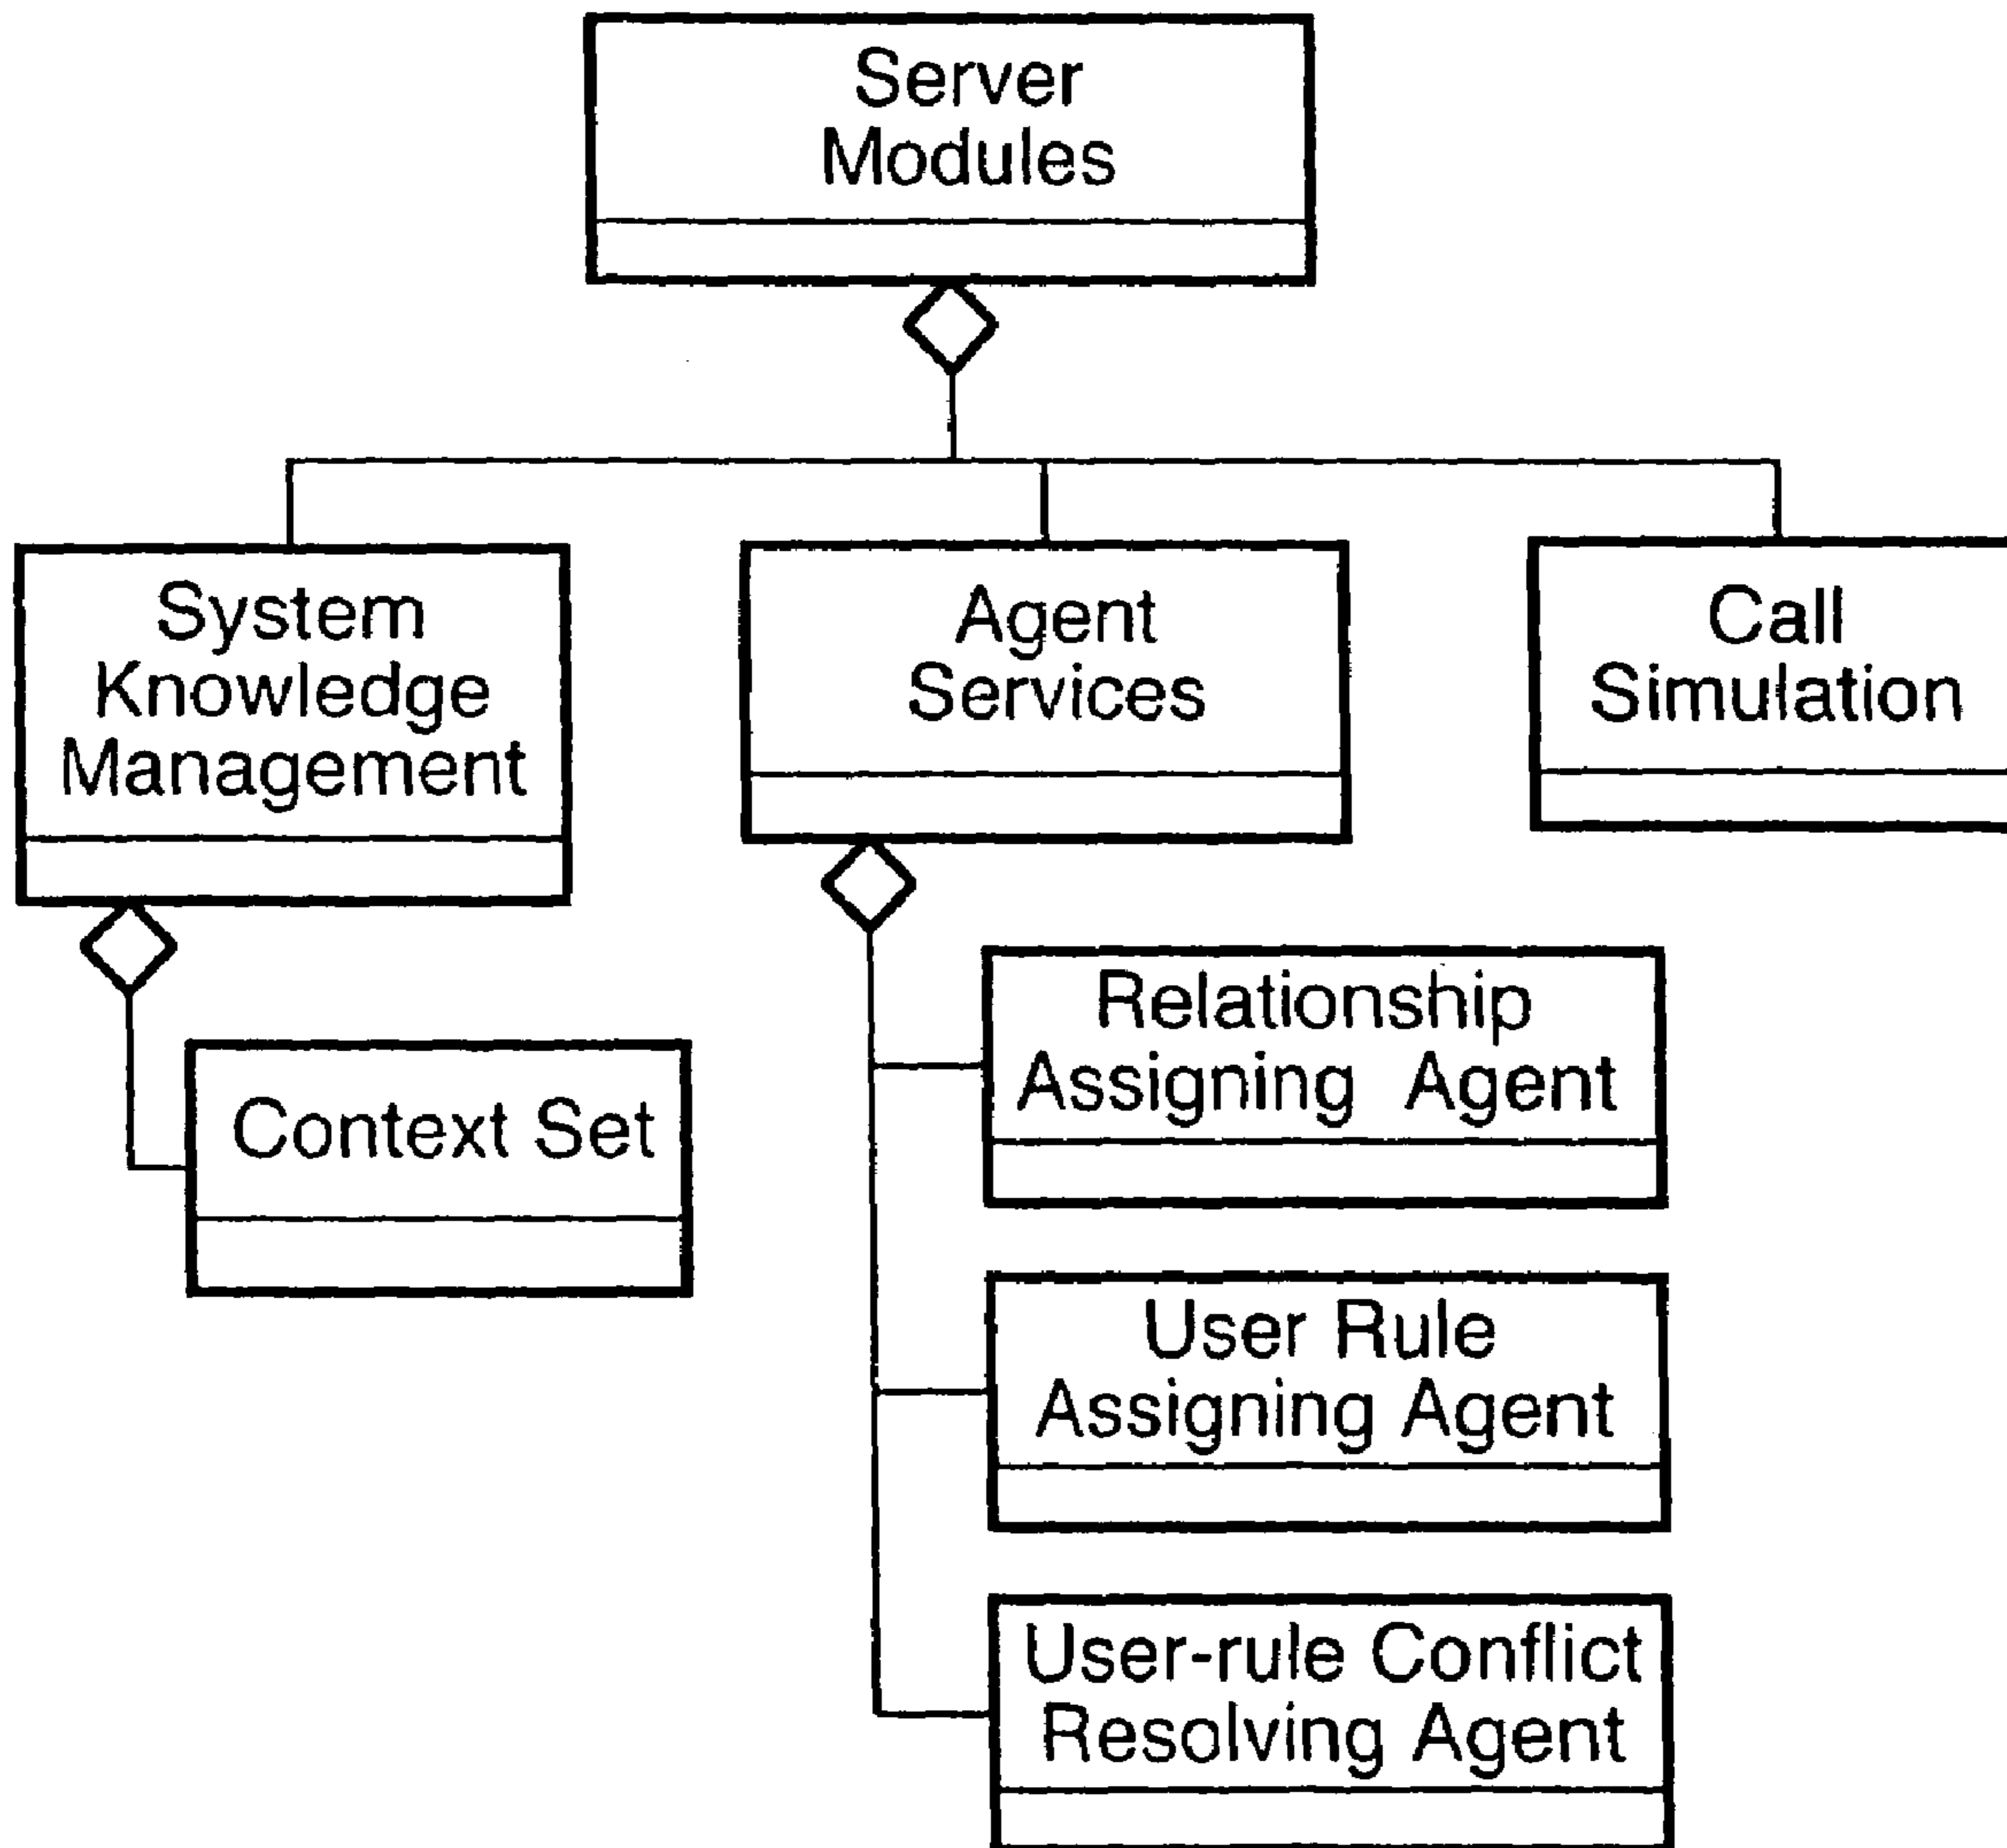 Server
Modules
System
Knowledge
Management
Agent
Services
Call
Simulation
Context Set
Relationship
Assigning Agent
User Rule
Assigning Agent
User-rule Conflict
Resolving Agent